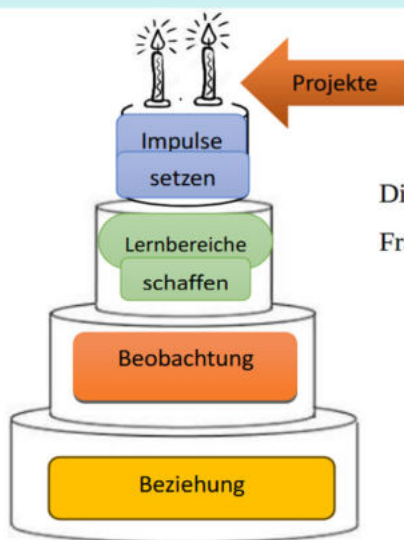 Projekte
Impulse
setzen
Lernbereiche
schaffen
Beobachtung
Beziehung